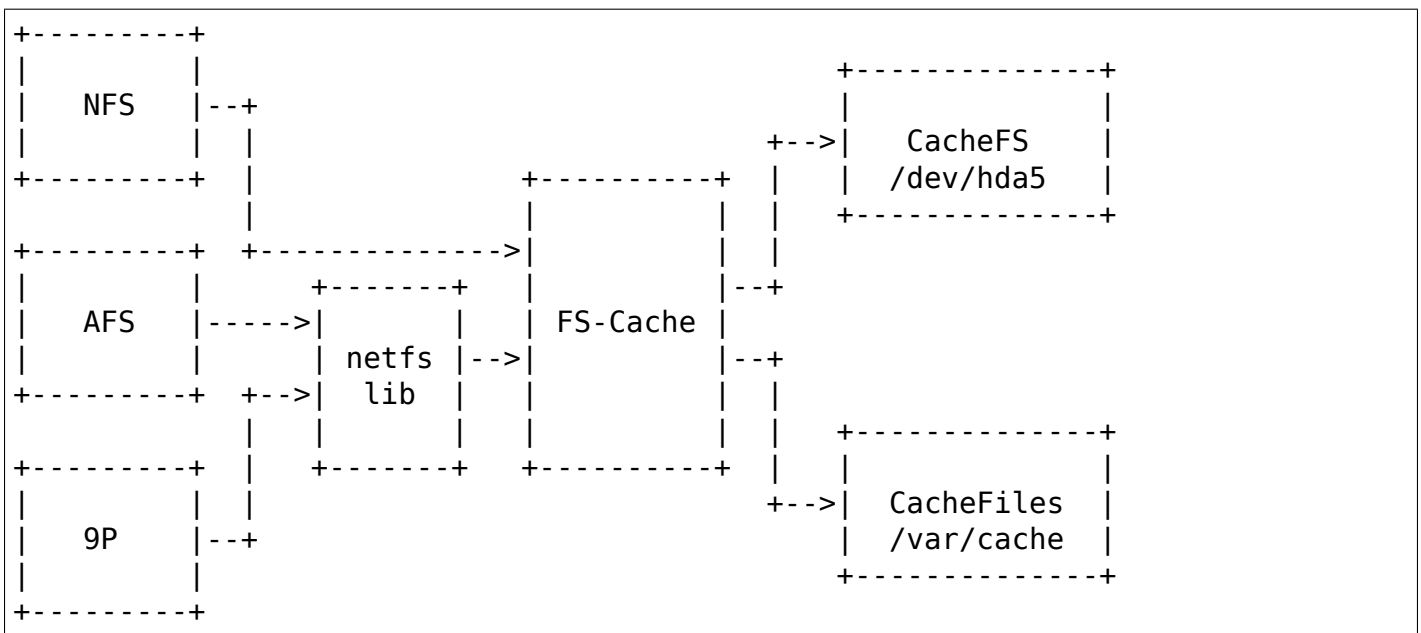 NFS
CacheFS
/dev/hda5
AFS
FS-Cache
netfs
lib
9P
CacheFiles
/var/cache